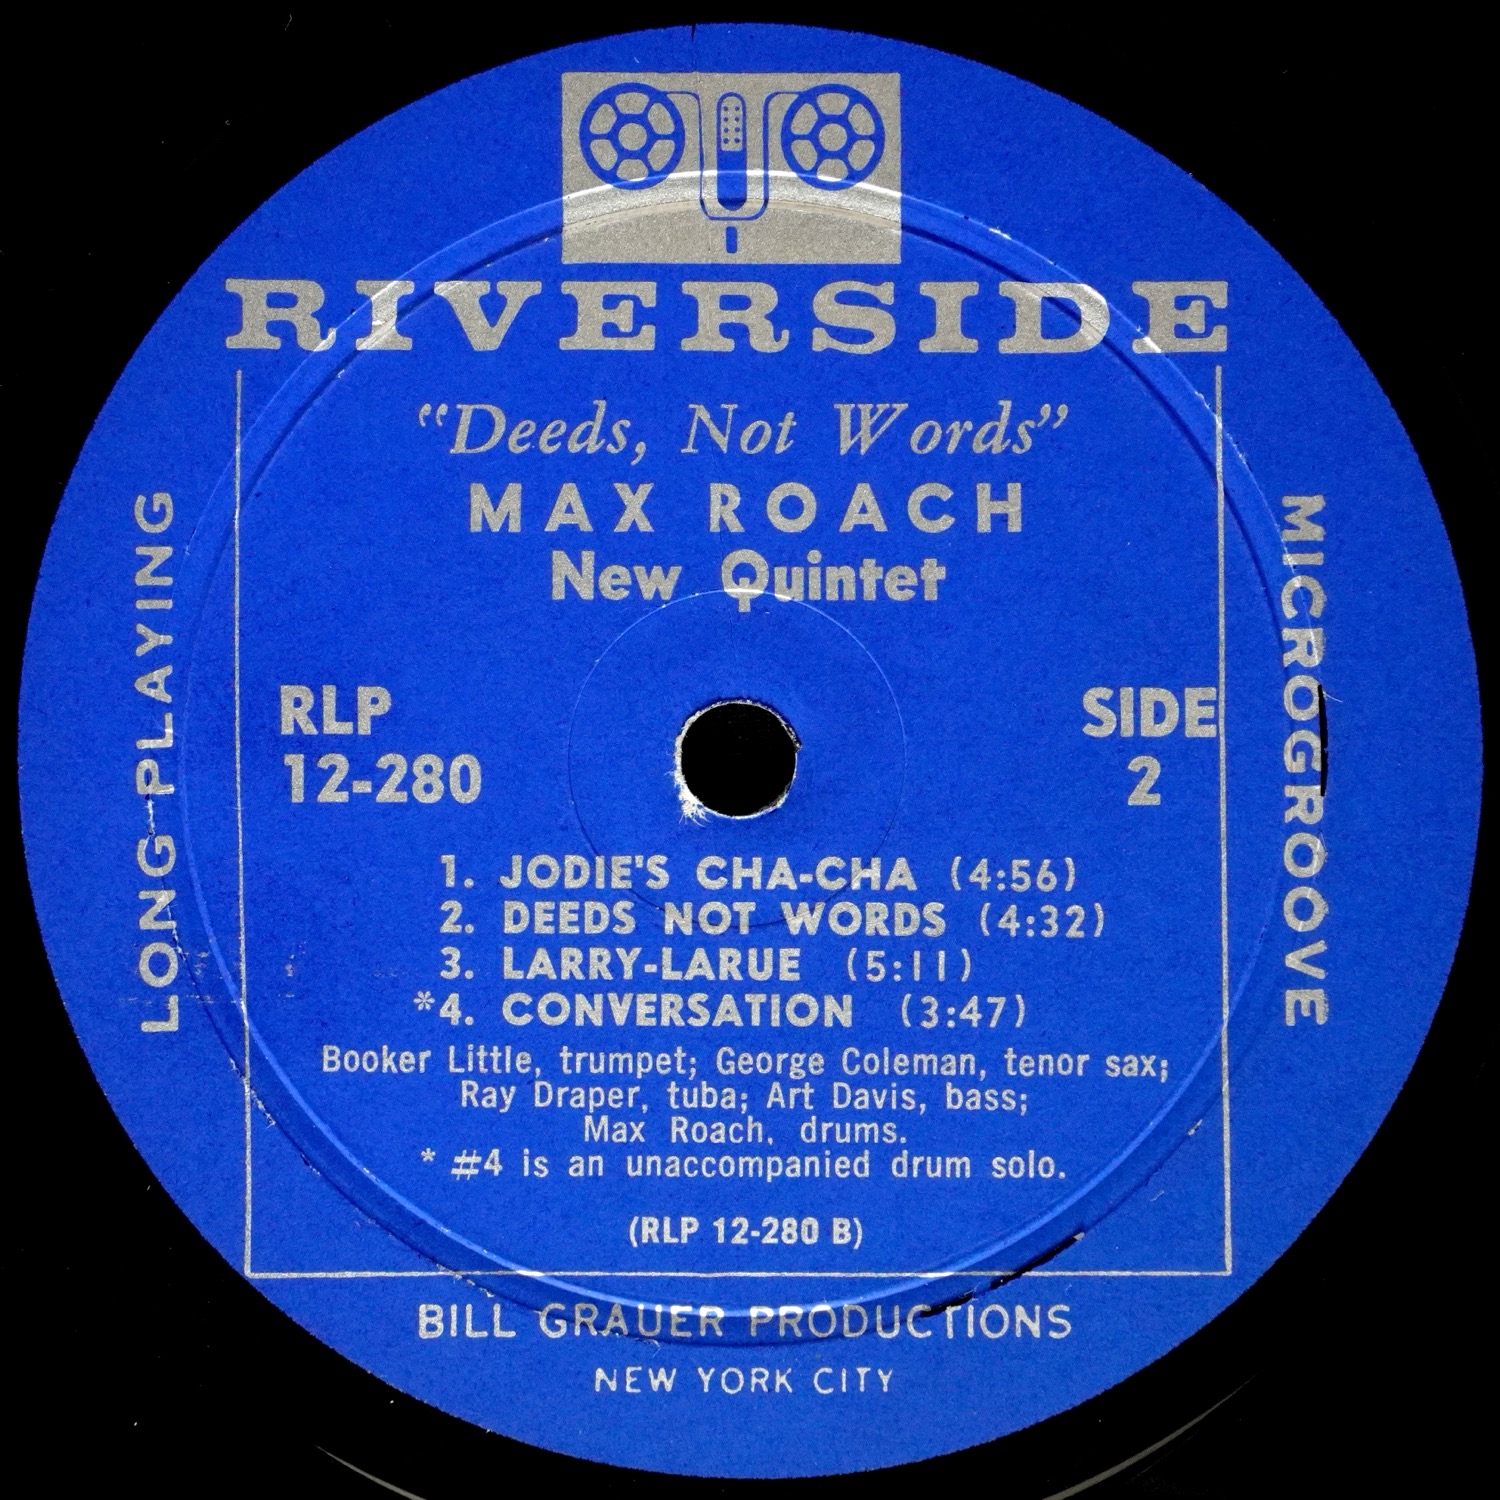 RIVERSIDE
"Deeds, Not Words"
MAX ROACH
New Quintet
LONG PLAYING
MICROGROOVE
RLP
12-280
SIDE
2
1. JODIE'S CHA-CHA (4:56)
2. DEEDS NOT WORDS (4:32)
3. LARRY-LARUE (5:11)
*4. CONVERSATION (3:47)
Booker Little, trumpet; George Coleman, tenor sax;
Ray Draper, tuba; Art Davis, bass;
Max Roach, drums.
* #4 is an unaccompanied drum solo.
(RLP 12-280 B)
BILL GRAUER PRODUCTIONS
NEW YORK CITY